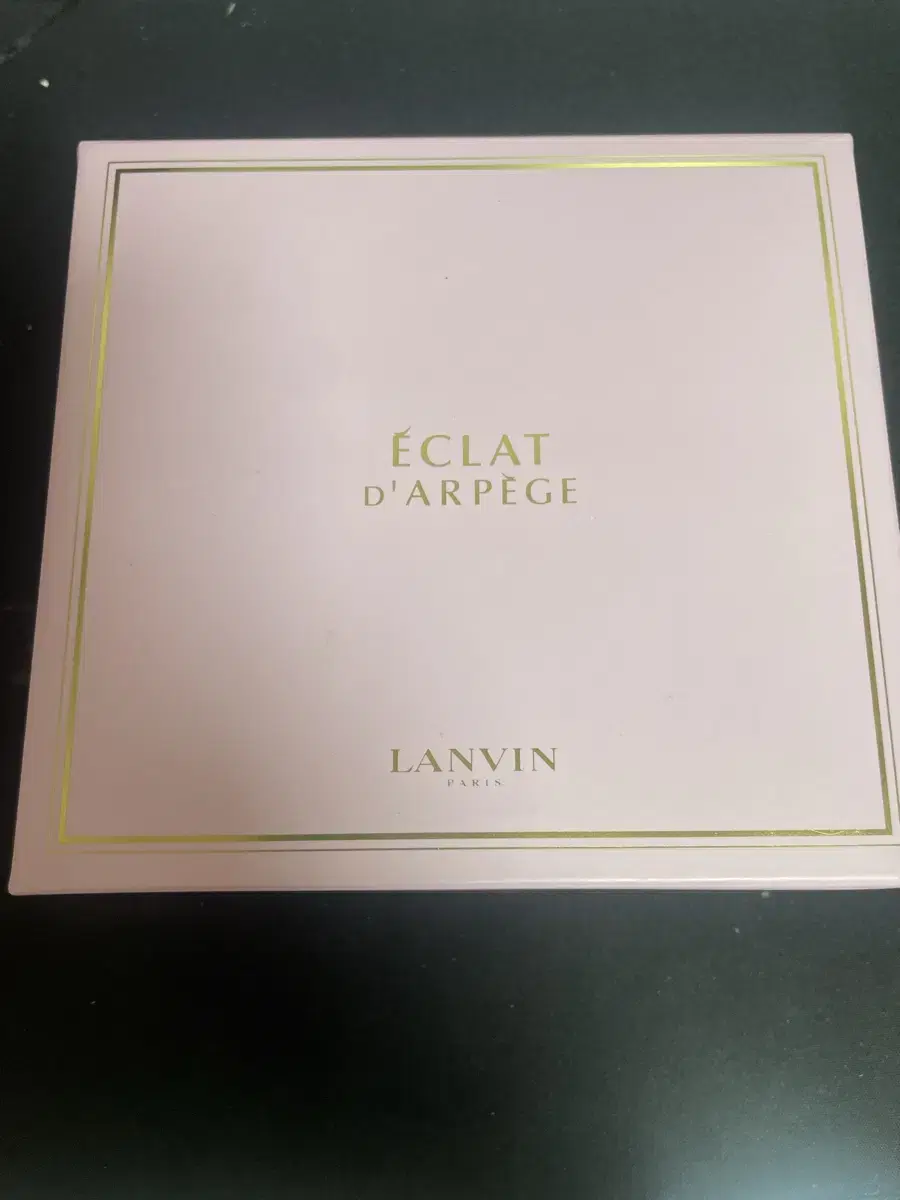 ÉCLAT
D'ARPÈGE
LANVIN
PARIS